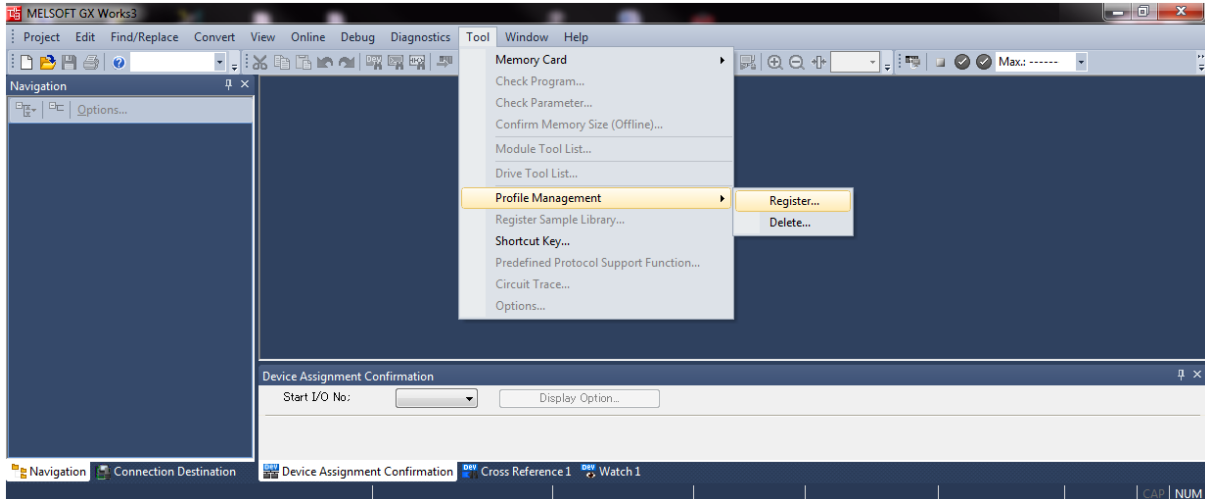 MELSOFT GX Works3
Project Edit Find/Replace Convert View Online Debug Diagnostics Tool Window Help
Max.: ------
Navigation
Options...
Memory Card
Check Program...
Check Parameter...
Confirm Memory Size (Offline)...
Module Tool List...
Drive Tool List...
Profile Management
Register...
Register Sample Library...
Delete...
Shortcut Key...
Predefined Protocol Support Function...
Circuit Trace...
Options...
Device Assignment Confirmation
Start I/O No:
Display Option...
Navigation Connection Destination Device Assignment Confirmation Cross Reference 1 Watch 1
CAP NUM